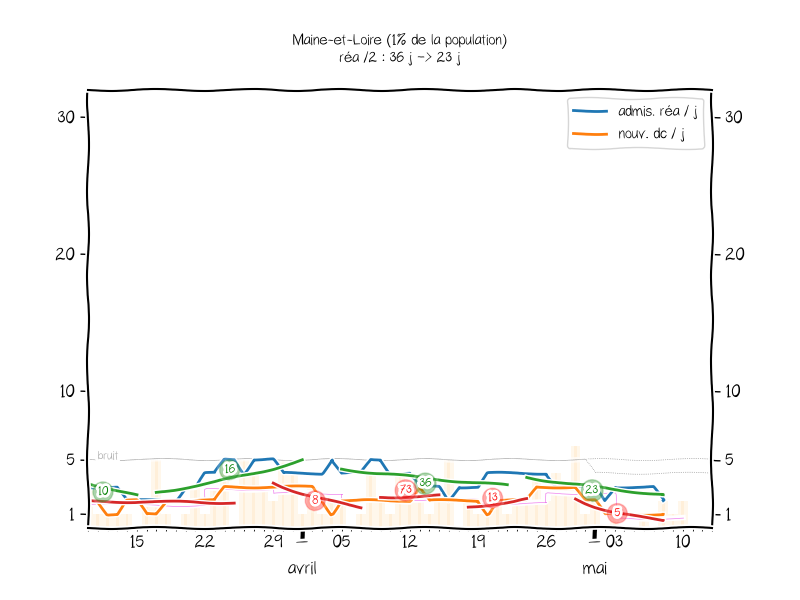 Maine-et-Loire (1% de la population)
réa /2 : 36 j -> 23 j
admis. réa / j
nouv. dc / j
30
30
20
20
10
10
bruit
5
5
16
10
36
73
23
13
8
5
1
1
15 22 29 05 12 19 26 03 10
avril mai